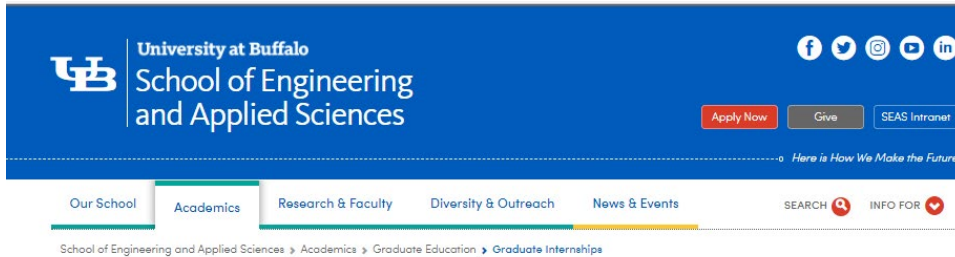 UB
University at Buffalo
School of Engineering
and Applied Sciences
f in
Apply Now Give SEAS Intranet
Here is How We Make the Future
Our School Academics Research & Faculty Diversity & Outreach News & Events SEARCH INFO FOR
School of Engineering and Applied Sciences > Academics > Graduate Education > Graduate Internships